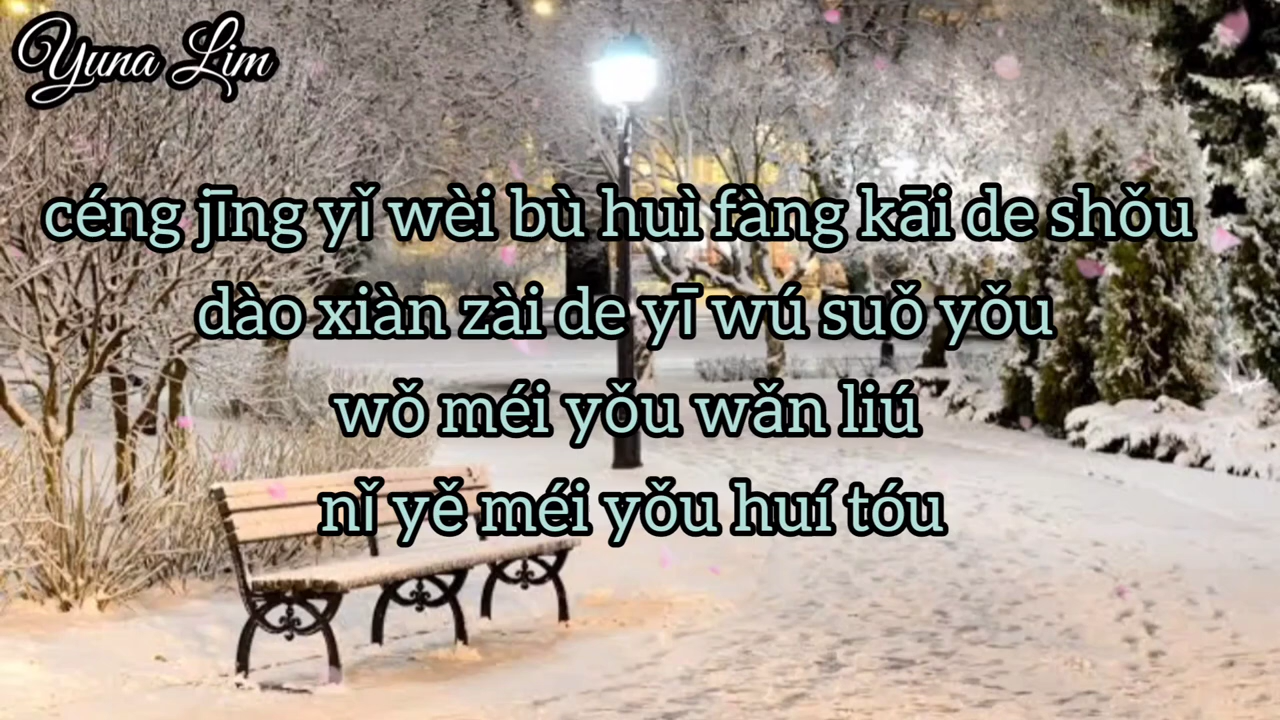 Yuna Lim
céng jīng yǐ wèi bù huì fàng kāi de shǒu
dào xiàn zài de yī wú suǒ yǒu
wǒ méi yǒu wǎn liú
nǐ yě méi yǒu huí tóu